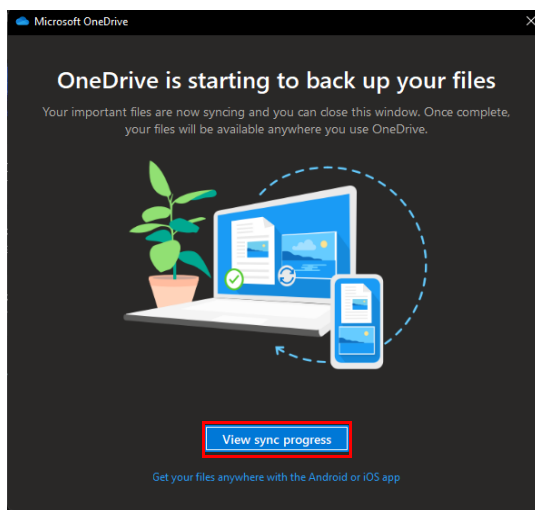 Microsoft OneDrive
OneDrive is starting to back up your files
Your important files are now syncing and you can close this window. Once complete,
your files will be available anywhere you use OneDrive.
View sync progress
Get your files anywhere with the Android or iOS app